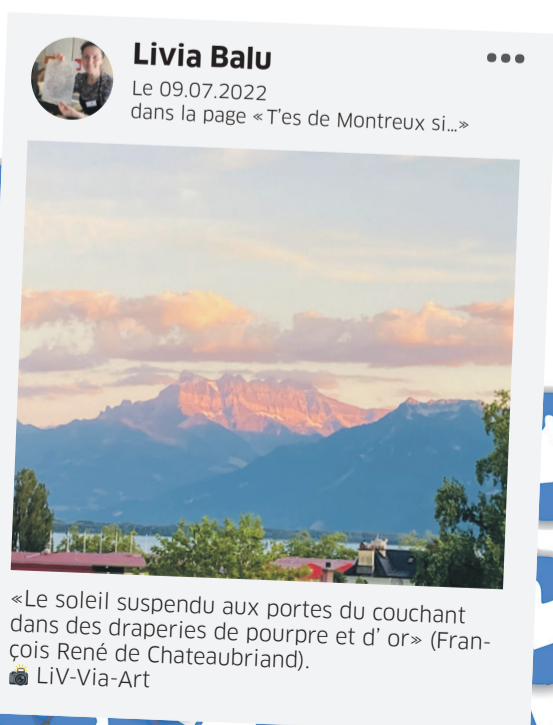 Livia Balu
Le 09.07.2022
dans la page «T'es de Montreux si...»
«Le soleil suspendu aux portes du couchant
dans des draperies de pourpre et d' or» (Fran-
çois René de Chateaubriand).
LiV-Via-Art